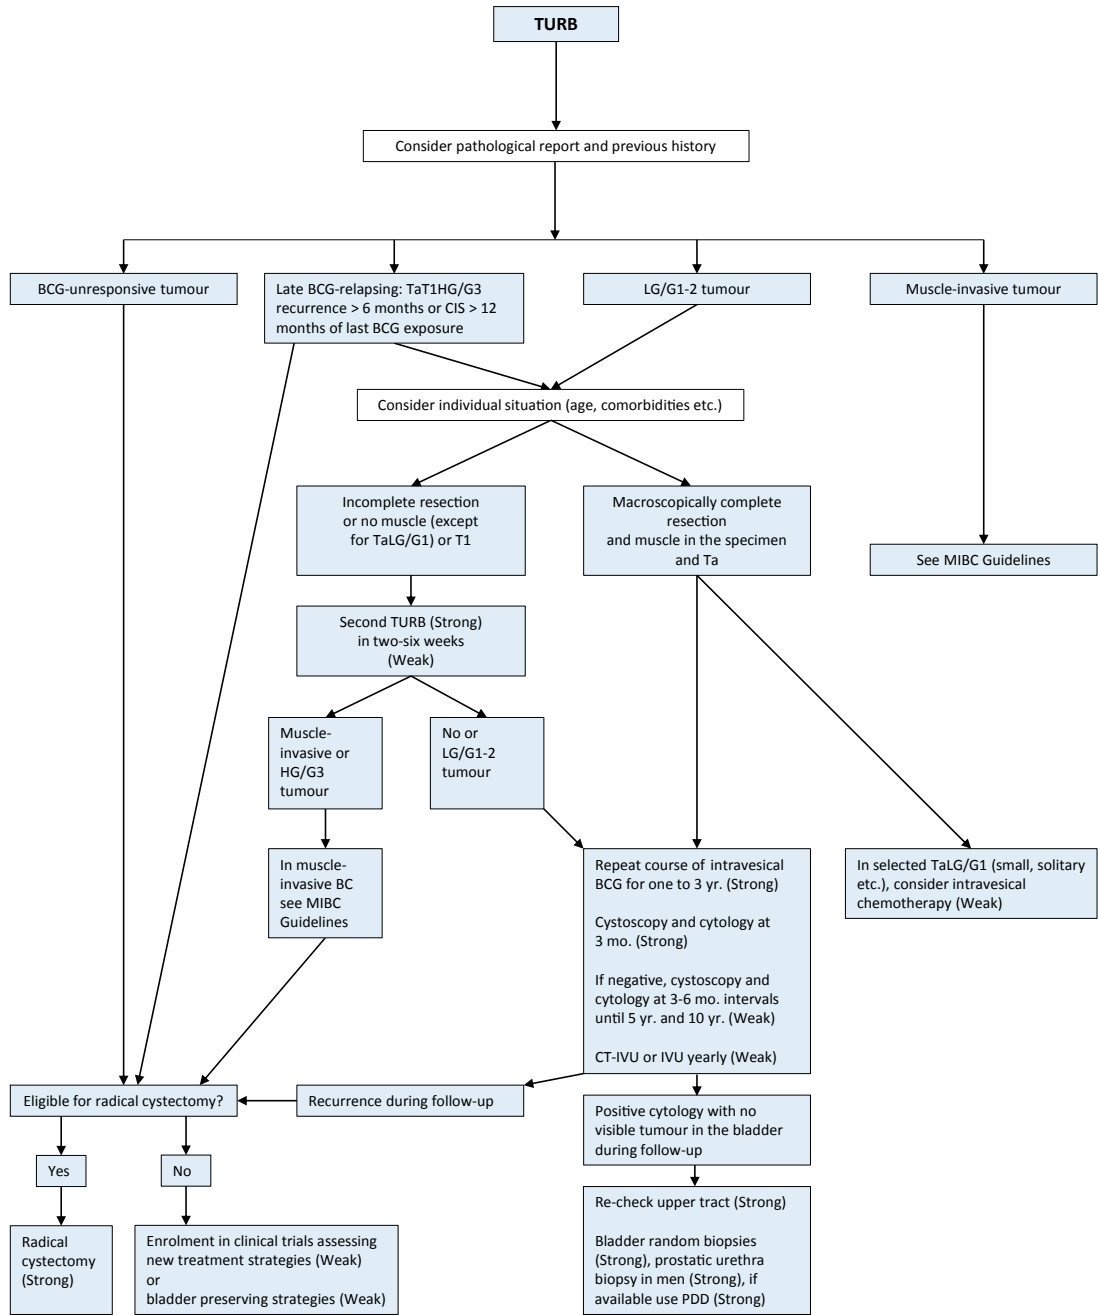 TURB
Consider pathological report and previous history
BCG-unresponsive tumour
Late BCG-relapsing: TaT1HG/G3
recurrence > 6 months or CIS > 12
months of last BCG exposure
LG/G1-2 tumour
Muscle-invasive tumour
Consider individual situation (age, comorbidities etc.)
Incomplete resection
or no muscle (except
for TaLG/G1) or T1
Macroscopically complete
resection
and muscle in the specimen
and Ta
See MIBC Guidelines
Second TURB (Strong)
in two-six weeks
(Weak)
Muscle-
invasive or
HG/G3
tumour
No or
LG/G1-2
tumour
In muscle-
invasive BC
see MIBC
Guidelines
Repeat course of intravesical
BCG for one to 3 yr. (Strong)
Cystoscopy and cytology at
3 mo. (Strong)
If negative, cystoscopy and
cytology at 3-6 mo. intervals
until 5 yr. and 10 yr. (Weak)
CT-IVU or IVU yearly (Weak)
In selected TaLG/G1 (small, solitary
etc.), consider intravesical
chemotherapy (Weak)
Eligible for radical cystectomy?
Recurrence during follow-up
Positive cytology with no
visible tumour in the bladder
during follow-up
Yes
No
Radical
cystectomy
(Strong)
Enrolment in clinical trials assessing
new treatment strategies (Weak)
or
bladder preserving strategies (Weak)
Re-check upper tract (Strong)
Bladder random biopsies
(Strong), prostatic urethra
biopsy in men (Strong), if
available use PDD (Strong)